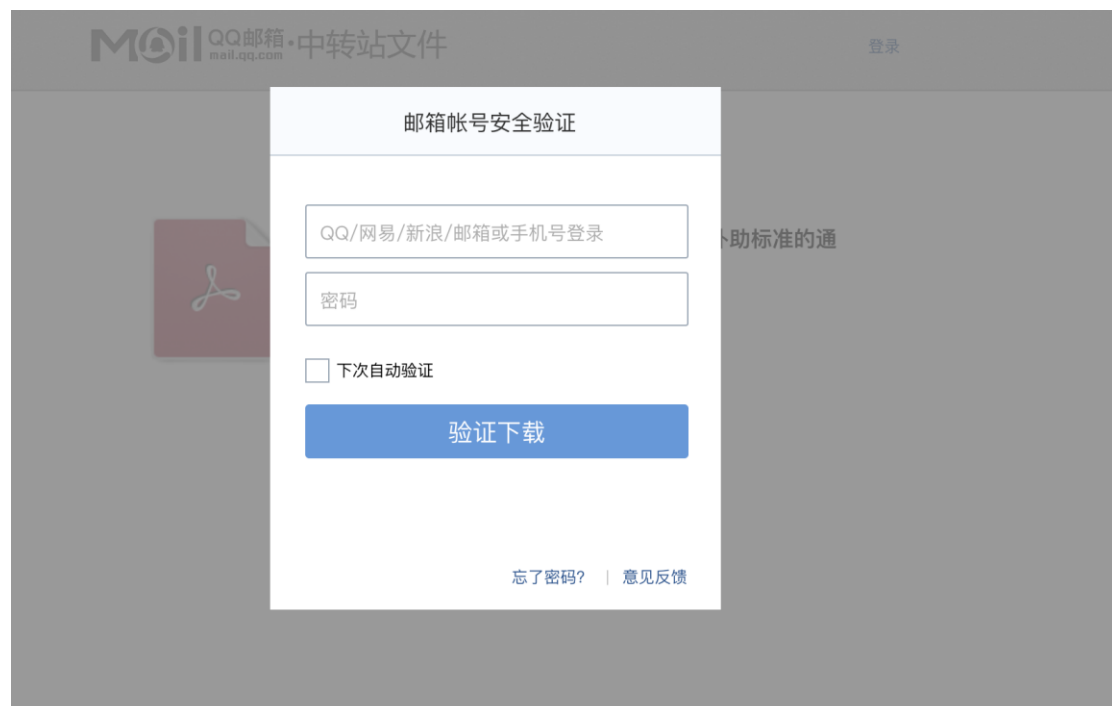 Mail QQ邮箱 mail.qq.com ·中转站文件
登录
邮箱帐号安全验证
QQ/网易/新浪/邮箱或手机号登录
助标准的通
密码
下次自动验证
验证下载
忘了密码? | 意见反馈